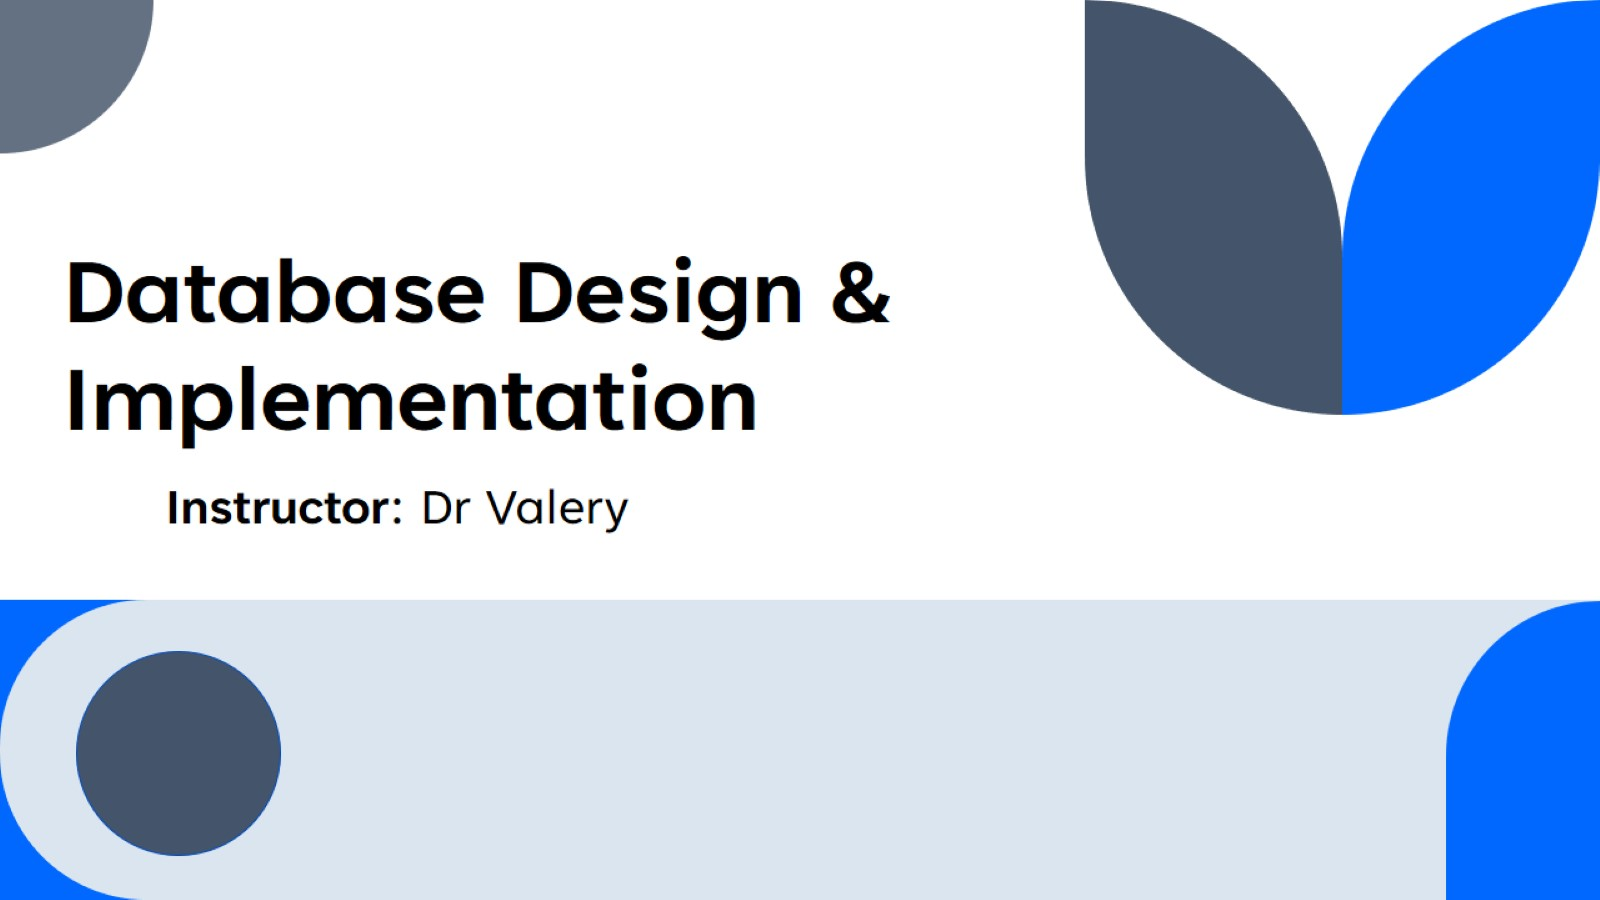 Database Design &
Implementation
Instructor: Dr Valery